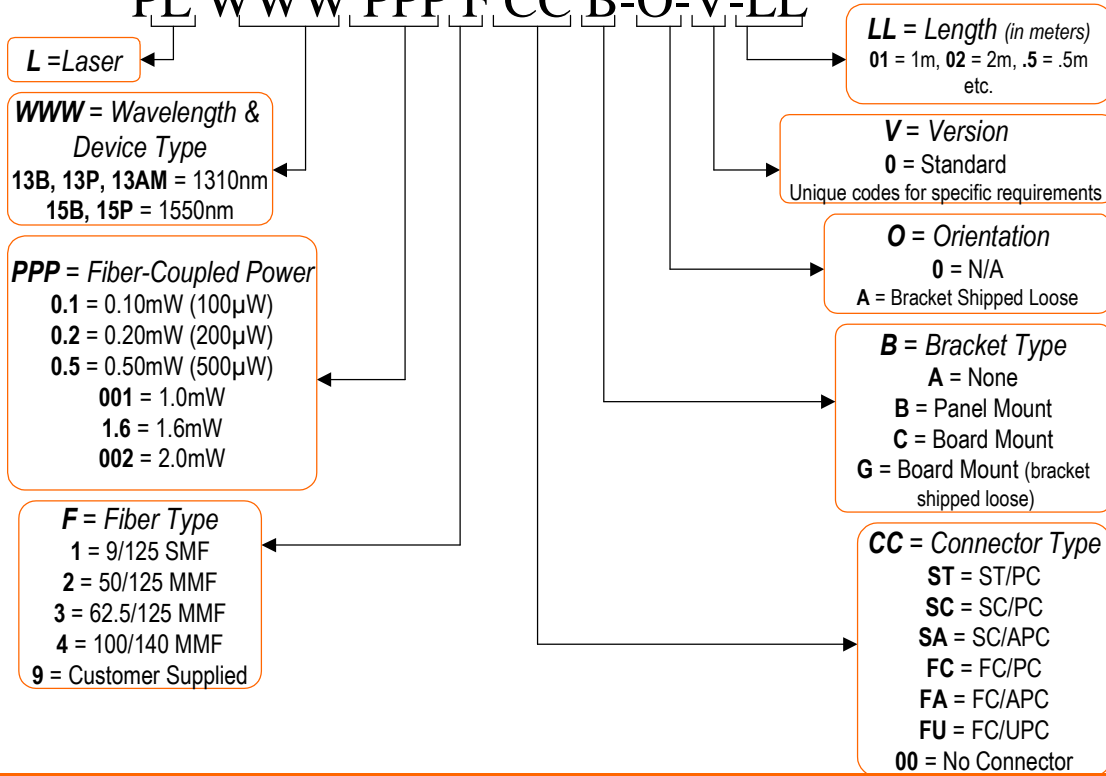 PL WWW PPP F CC B-O-V-LL
L =Laser
WWW = Wavelength &
Device Type
13B, 13P, 13AM = 1310nm
15B, 15P = 1550nm
PPP = Fiber-Coupled Power
0.1 = 0.10mW (100µW)
0.2 = 0.20mW (200µW)
0.5 = 0.50mW (500µW)
001 = 1.0mW
1.6 = 1.6mW
002 = 2.0mW
F = Fiber Type
1 = 9/125 SMF
2 = 50/125 MMF
3 = 62.5/125 MMF
4 = 100/140 MMF
9 = Customer Supplied
LL = Length (in meters)
01 = 1m, 02 = 2m, .5 = .5m
etc.
V = Version
0 = Standard
Unique codes for specific requirements
O = Orientation
0 = N/A
A = Bracket Shipped Loose
B = Bracket Type
A = None
B = Panel Mount
C = Board Mount
G = Board Mount (bracket
shipped loose)
CC = Connector Type
ST = ST/PC
SC = SC/PC
SA = SC/APC
FC = FC/PC
FA = FC/APC
FU = FC/UPC
00 = No Connector